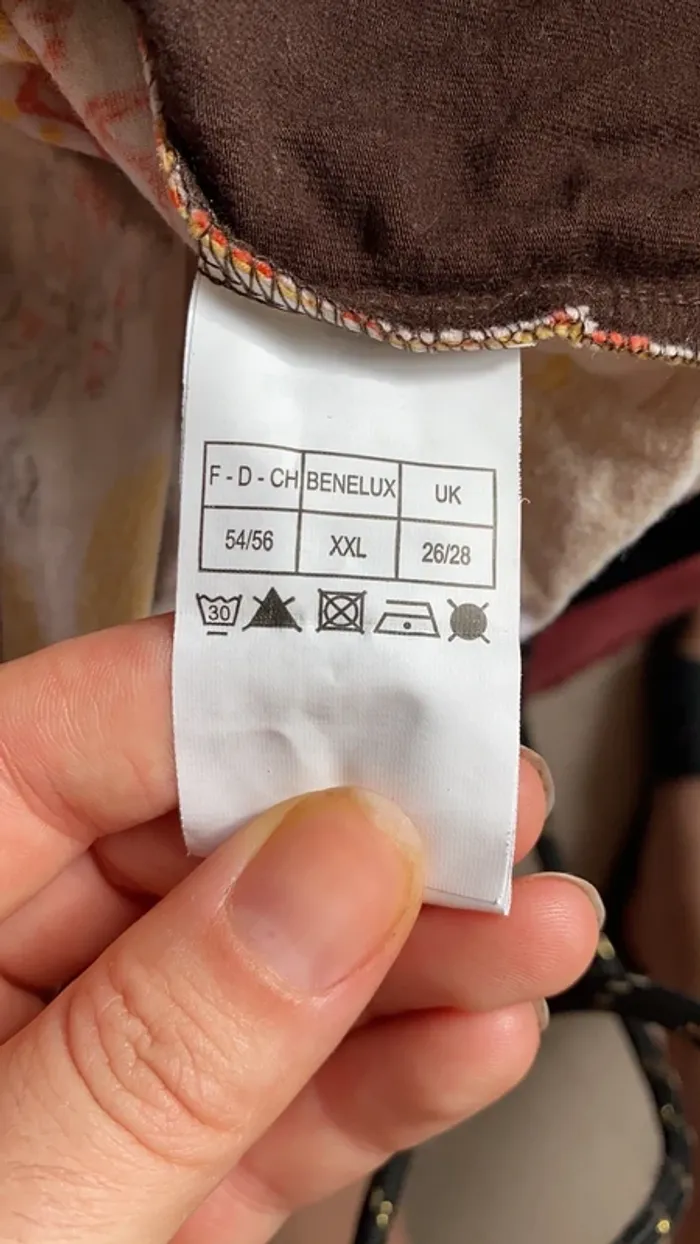 F - D - CH BENELUX UK
54/56 XXL 26/28
30